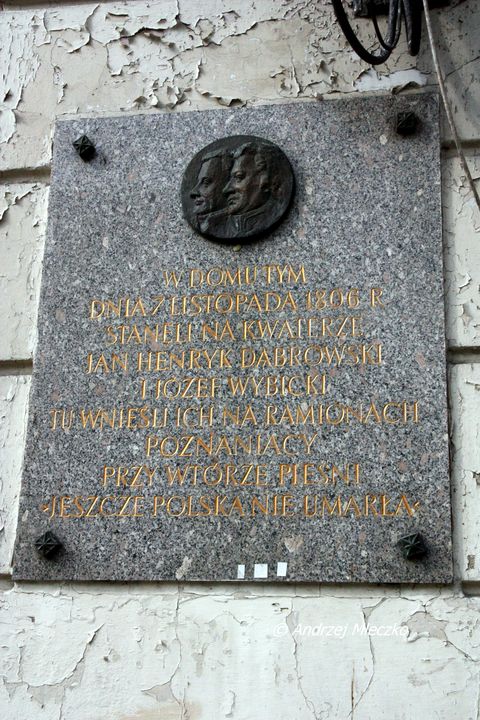 W DOMU TYM
DNIA 7 LISTOPADA 1806 R
STANĘLI NA KWATERZE
JAN HENRYK DĄBROWSKI
I JÓZEF WYBICKI
TU WNIEŚLI ICH NA RAMIONACH
POZNANIACY
PRZY WTÓRZE PIEŚNI
«JESZCZE POLSKA NIE UMARŁA»
© Andrzej Mleczko